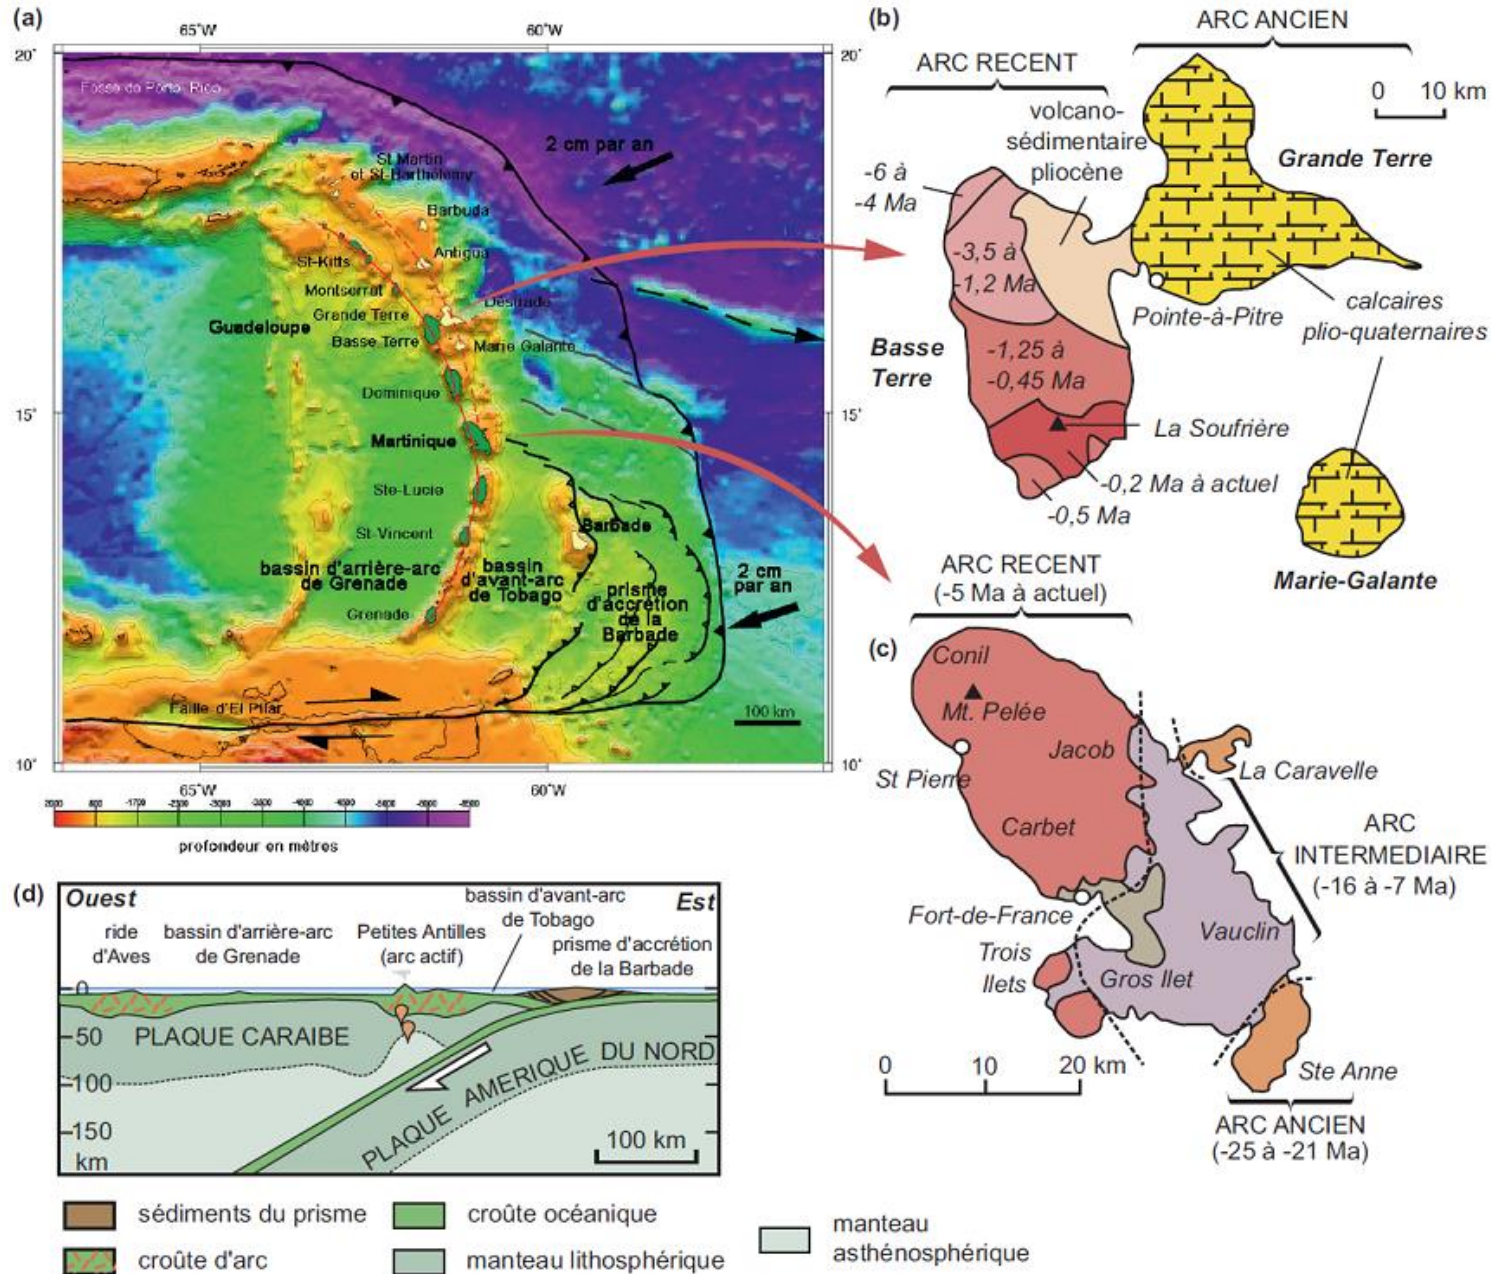 (a)
65°W
60°W
20°
20°
Fosse de Porto Rico
2 cm par an
St Martin
et St-Barthélemy
Barbuda
Antigua
St-Kitts
Montserrat
Désirade
Grande Terre
Guadeloupe
Basse Terre
Marie Galante
Dominique
15°
15°
Martinique
Ste-Lucie
St-Vincent
Barbade
bassin d'arrière-arc
de Grenade
bassin
d'avant-arc
de Tobago
2 cm
par an
prisme
d'accrétion
de la
Barbade
Grenade
Faille d'El Pilar
100 km
10°
10°
65°W
60°W
profondeur en mètres
(b)
ARC ANCIEN
ARC RECENT
0 10 km
volcano-
sédimentaire
pliocène
Grande Terre
-6 à
-4 Ma
-3,5 à
-1,2 Ma
Pointe-à-Pitre
calcaires
plio-quaternaires
Basse
Terre
-1,25 à
-0,45 Ma
La Soufrière
-0,2 Ma à actuel
-0,5 Ma
Marie-Galante
ARC RECENT
(-5 Ma à actuel)
(c)
Conil
Mt. Pelée
Jacob
St Pierre
La Caravelle
Carbet
ARC
INTERMEDIAIRE
(-16 à -7 Ma)
Fort-de-France
Vauclin
Trois
Ilets
Gros Ilet
0 10 20 km
Ste Anne
ARC ANCIEN
(-25 à -21 Ma)
(d)
Ouest
Est
bassin d'avant-arc
de Tobago
ride
d'Aves
bassin d'arrière-arc
de Grenade
Petites Antilles
(arc actif)
prisme d'accrétion
de la Barbade
0
50
100
150
km
PLAQUE CARAIBE
PLAQUE AMERIQUE DU NORD
100 km
sédiments du prisme
croûte océanique
manteau
asthénosphérique
croûte d'arc
manteau lithosphérique